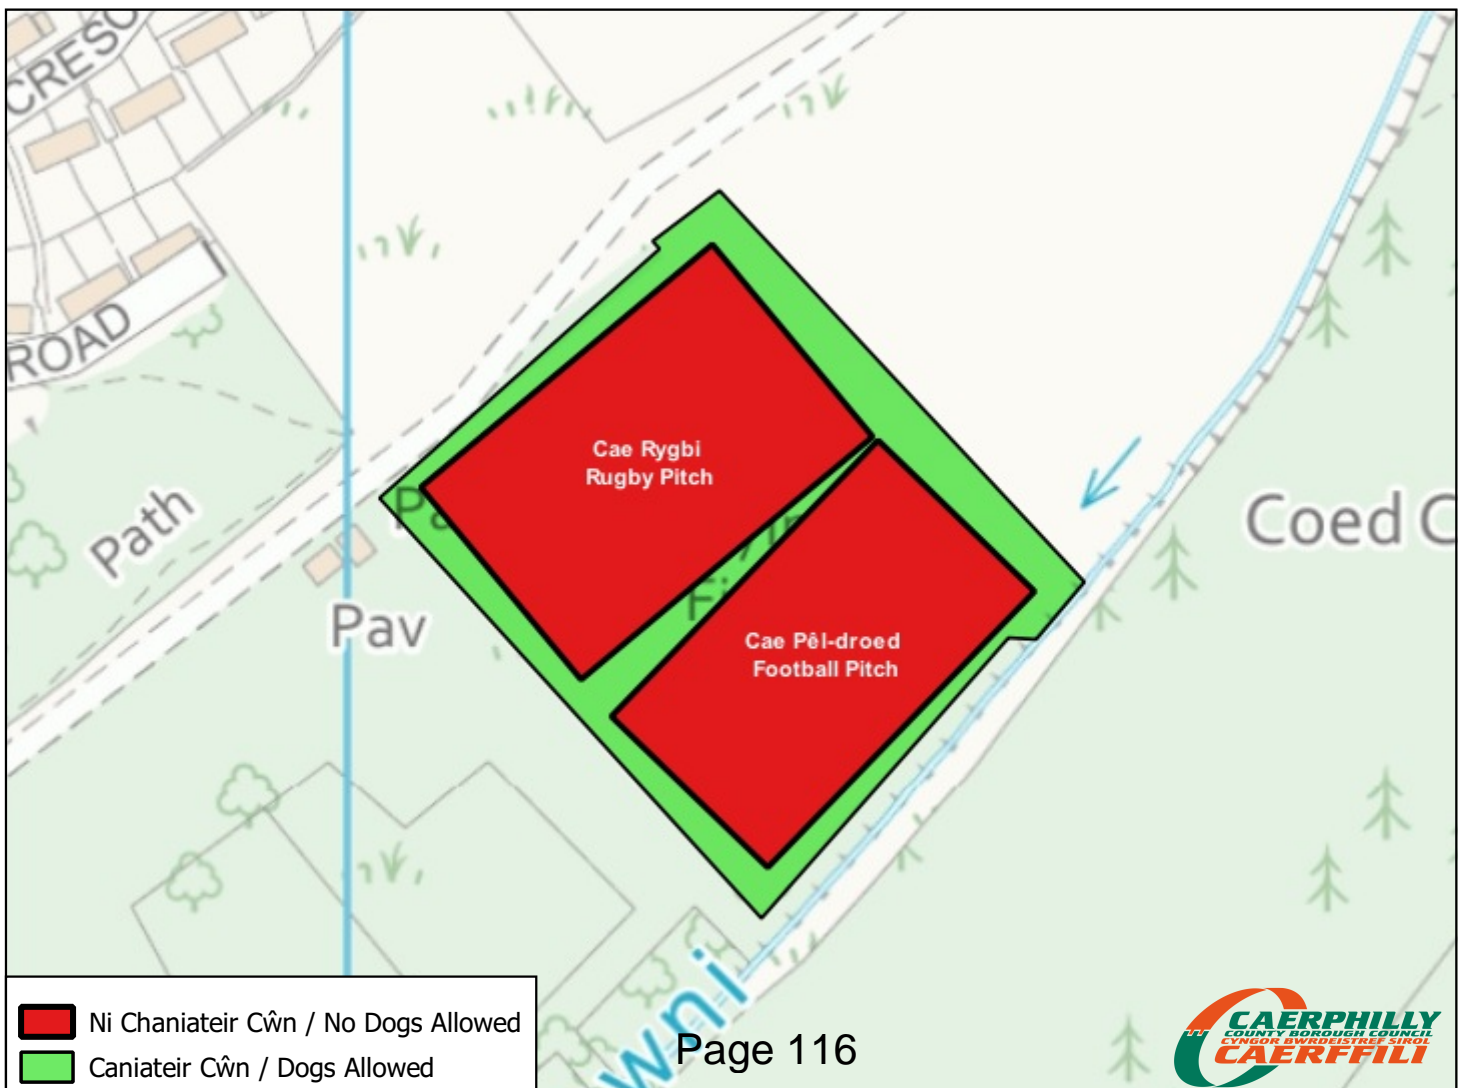 CRESC
ROAD
Path
Pav
Cae Rygbi
Rugby Pitch
Cae Pêl-droed
Football Pitch
Coed C
wni
Ni Chaniateir Cŵn / No Dogs Allowed
Caniateir Cŵn / Dogs Allowed
Page 116
CAERPHILLY
COUNTY BOROUGH COUNCIL
CYNGOR BWRDEISTREF SIROL
CAERFFILI